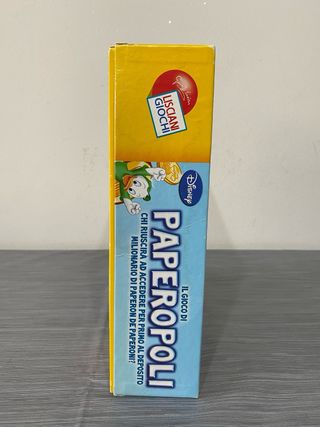 LISCIANI
GIOCHI
Disney
IL GIOCO DI
PAPEROPOLI
CHI RIUSCIRÀ AD ACCEDERE PER PRIMO AL DEPOSITO
MILIONARIO DI PAPERON DE' PAPERONI?